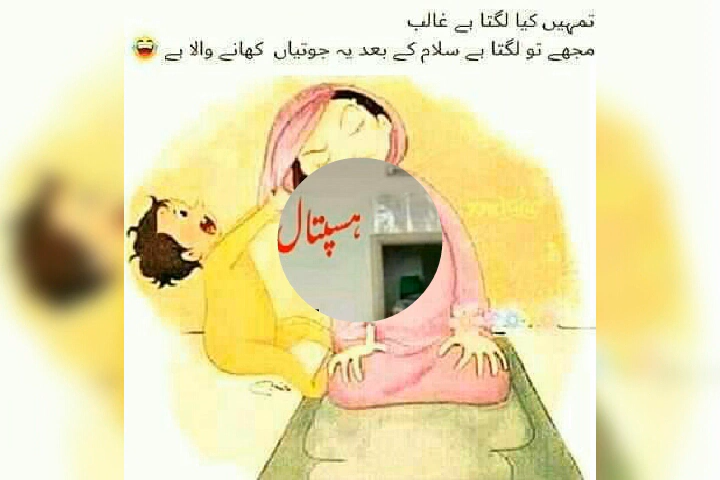 تمہیں کیا لگتا ہے غالب
مجھے تو لگتا ہے سلام کے بعد یہ جوتیاں کھانے والا ہے 😂
ہسپتال